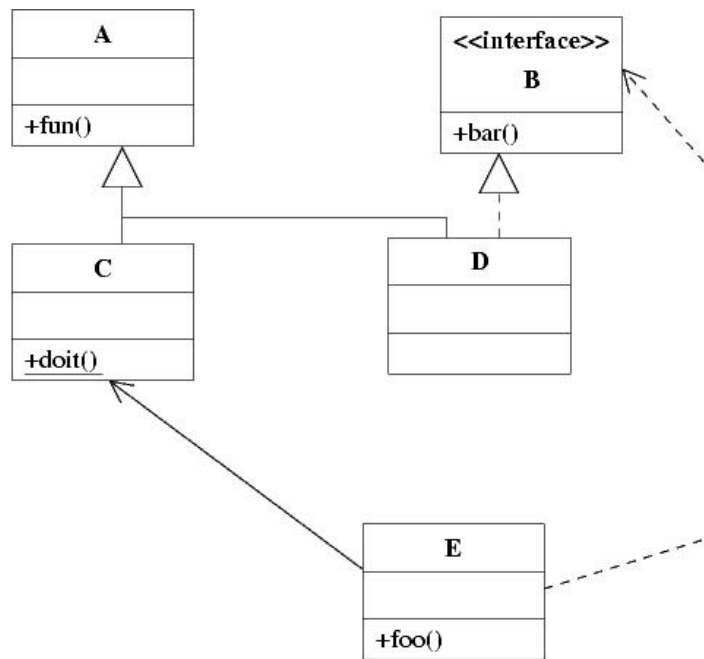 A
+fun()
<<interface>>
B
+bar()
C
+doit()
D
E
+foo()